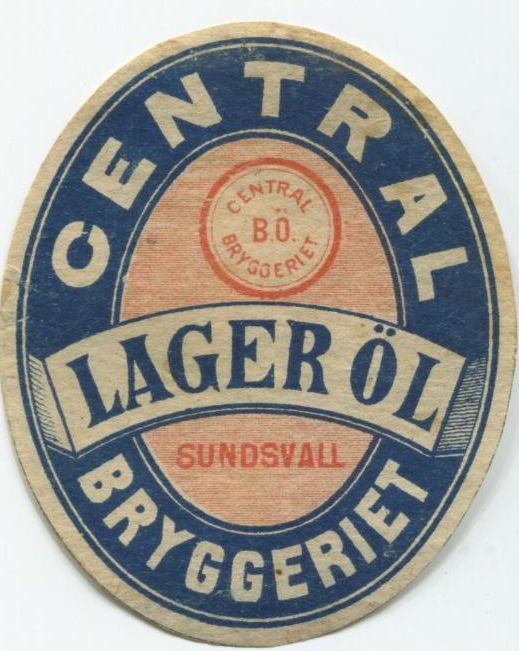 CENTRAL
CENTRAL
B.Ö.
BRYGGERIET
LAGER ÖL
SUNDSVALL
BRYGGERIET